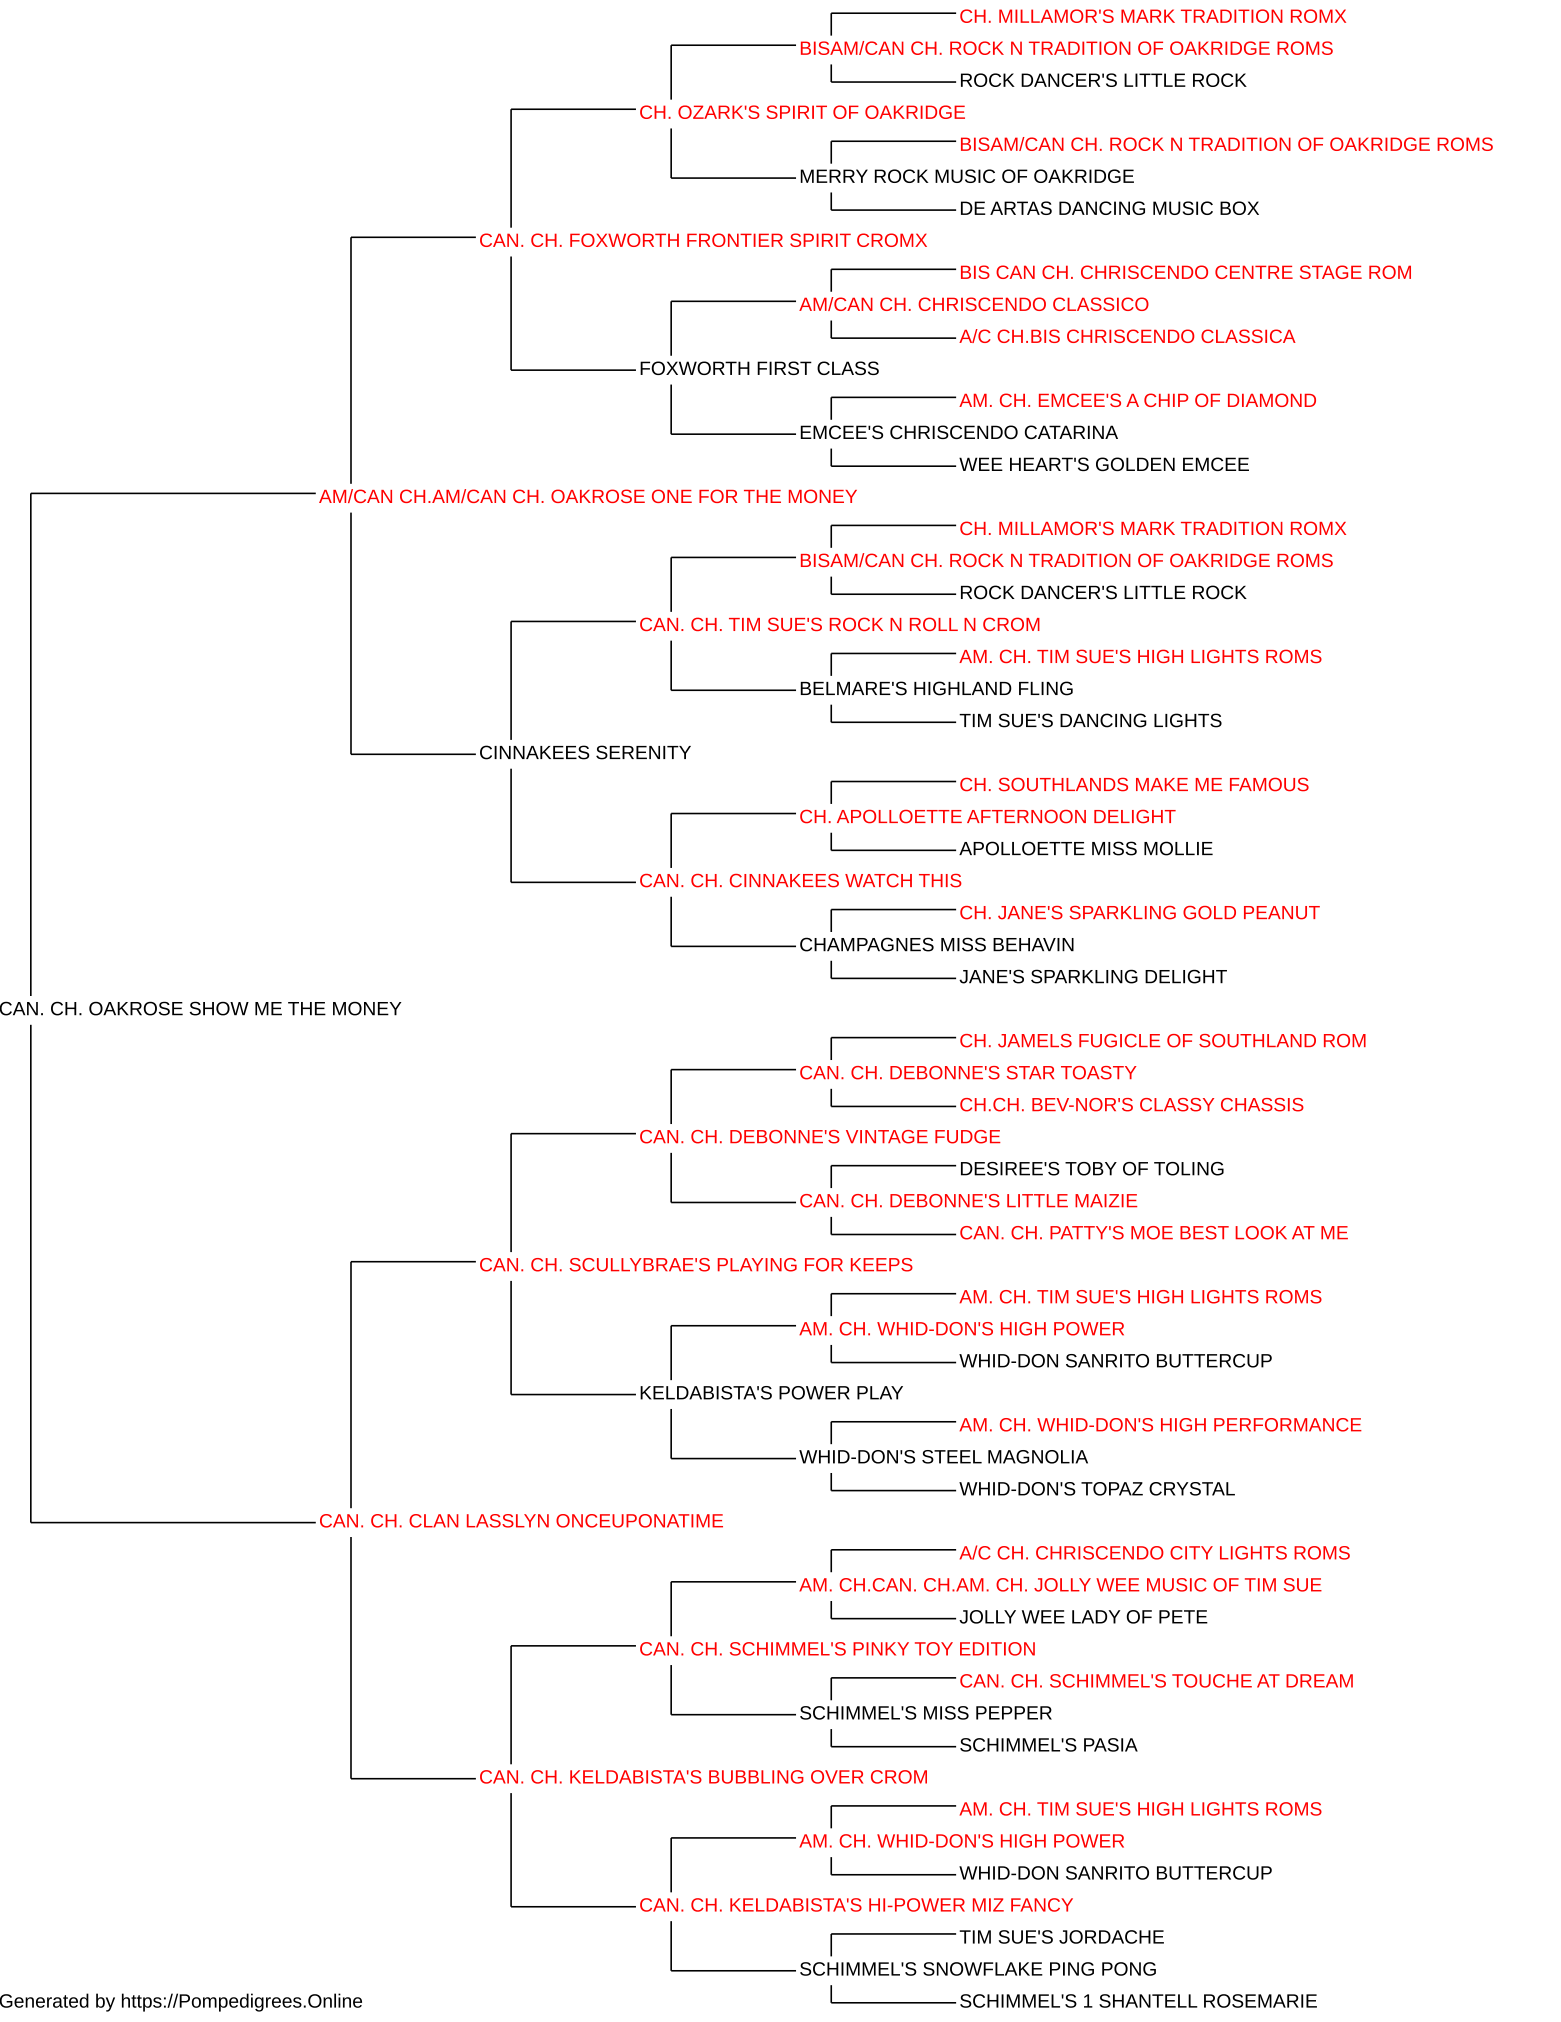 CH. MILLAMOR'S MARK TRADITION ROMX
BISAM/CAN CH. ROCK N TRADITION OF OAKRIDGE ROMS
ROCK DANCER'S LITTLE ROCK
CH. OZARK'S SPIRIT OF OAKRIDGE
BISAM/CAN CH. ROCK N TRADITION OF OAKRIDGE ROMS
MERRY ROCK MUSIC OF OAKRIDGE
DE ARTAS DANCING MUSIC BOX
CAN. CH. FOXWORTH FRONTIER SPIRIT CROMX
BIS CAN CH. CHRISCENDO CENTRE STAGE ROM
AM/CAN CH. CHRISCENDO CLASSICO
A/C CH.BIS CHRISCENDO CLASSICA
FOXWORTH FIRST CLASS
AM. CH. EMCEE'S A CHIP OF DIAMOND
EMCEE'S CHRISCENDO CATARINA
WEE HEART'S GOLDEN EMCEE
AM/CAN CH.AM/CAN CH. OAKROSE ONE FOR THE MONEY
CH. MILLAMOR'S MARK TRADITION ROMX
BISAM/CAN CH. ROCK N TRADITION OF OAKRIDGE ROMS
ROCK DANCER'S LITTLE ROCK
CAN. CH. TIM SUE'S ROCK N ROLL N CROM
AM. CH. TIM SUE'S HIGH LIGHTS ROMS
BELMARE'S HIGHLAND FLING
TIM SUE'S DANCING LIGHTS
CINNAKEES SERENITY
CH. SOUTHLANDS MAKE ME FAMOUS
CH. APOLLOETTE AFTERNOON DELIGHT
APOLLOETTE MISS MOLLIE
CAN. CH. CINNAKEES WATCH THIS
CH. JANE'S SPARKLING GOLD PEANUT
CHAMPAGNES MISS BEHAVIN
JANE'S SPARKLING DELIGHT
CAN. CH. OAKROSE SHOW ME THE MONEY
CH. JAMELS FUGICLE OF SOUTHLAND ROM
CAN. CH. DEBONNE'S STAR TOASTY
CH.CH. BEV-NOR'S CLASSY CHASSIS
CAN. CH. DEBONNE'S VINTAGE FUDGE
DESIREE'S TOBY OF TOLING
CAN. CH. DEBONNE'S LITTLE MAIZIE
CAN. CH. PATTY'S MOE BEST LOOK AT ME
CAN. CH. SCULLYBRAE'S PLAYING FOR KEEPS
AM. CH. TIM SUE'S HIGH LIGHTS ROMS
AM. CH. WHID-DON'S HIGH POWER
WHID-DON SANRITO BUTTERCUP
KELDABISTA'S POWER PLAY
AM. CH. WHID-DON'S HIGH PERFORMANCE
WHID-DON'S STEEL MAGNOLIA
WHID-DON'S TOPAZ CRYSTAL
CAN. CH. CLAN LASSLYN ONCEUPONATIME
A/C CH. CHRISCENDO CITY LIGHTS ROMS
AM. CH.CAN. CH.AM. CH. JOLLY WEE MUSIC OF TIM SUE
JOLLY WEE LADY OF PETE
CAN. CH. SCHIMMEL'S PINKY TOY EDITION
CAN. CH. SCHIMMEL'S TOUCHE AT DREAM
SCHIMMEL'S MISS PEPPER
SCHIMMEL'S PASIA
CAN. CH. KELDABISTA'S BUBBLING OVER CROM
AM. CH. TIM SUE'S HIGH LIGHTS ROMS
AM. CH. WHID-DON'S HIGH POWER
WHID-DON SANRITO BUTTERCUP
CAN. CH. KELDABISTA'S HI-POWER MIZ FANCY
TIM SUE'S JORDACHE
SCHIMMEL'S SNOWFLAKE PING PONG
SCHIMMEL'S 1 SHANTELL ROSEMARIE
Generated by https://Pompedigrees.Online